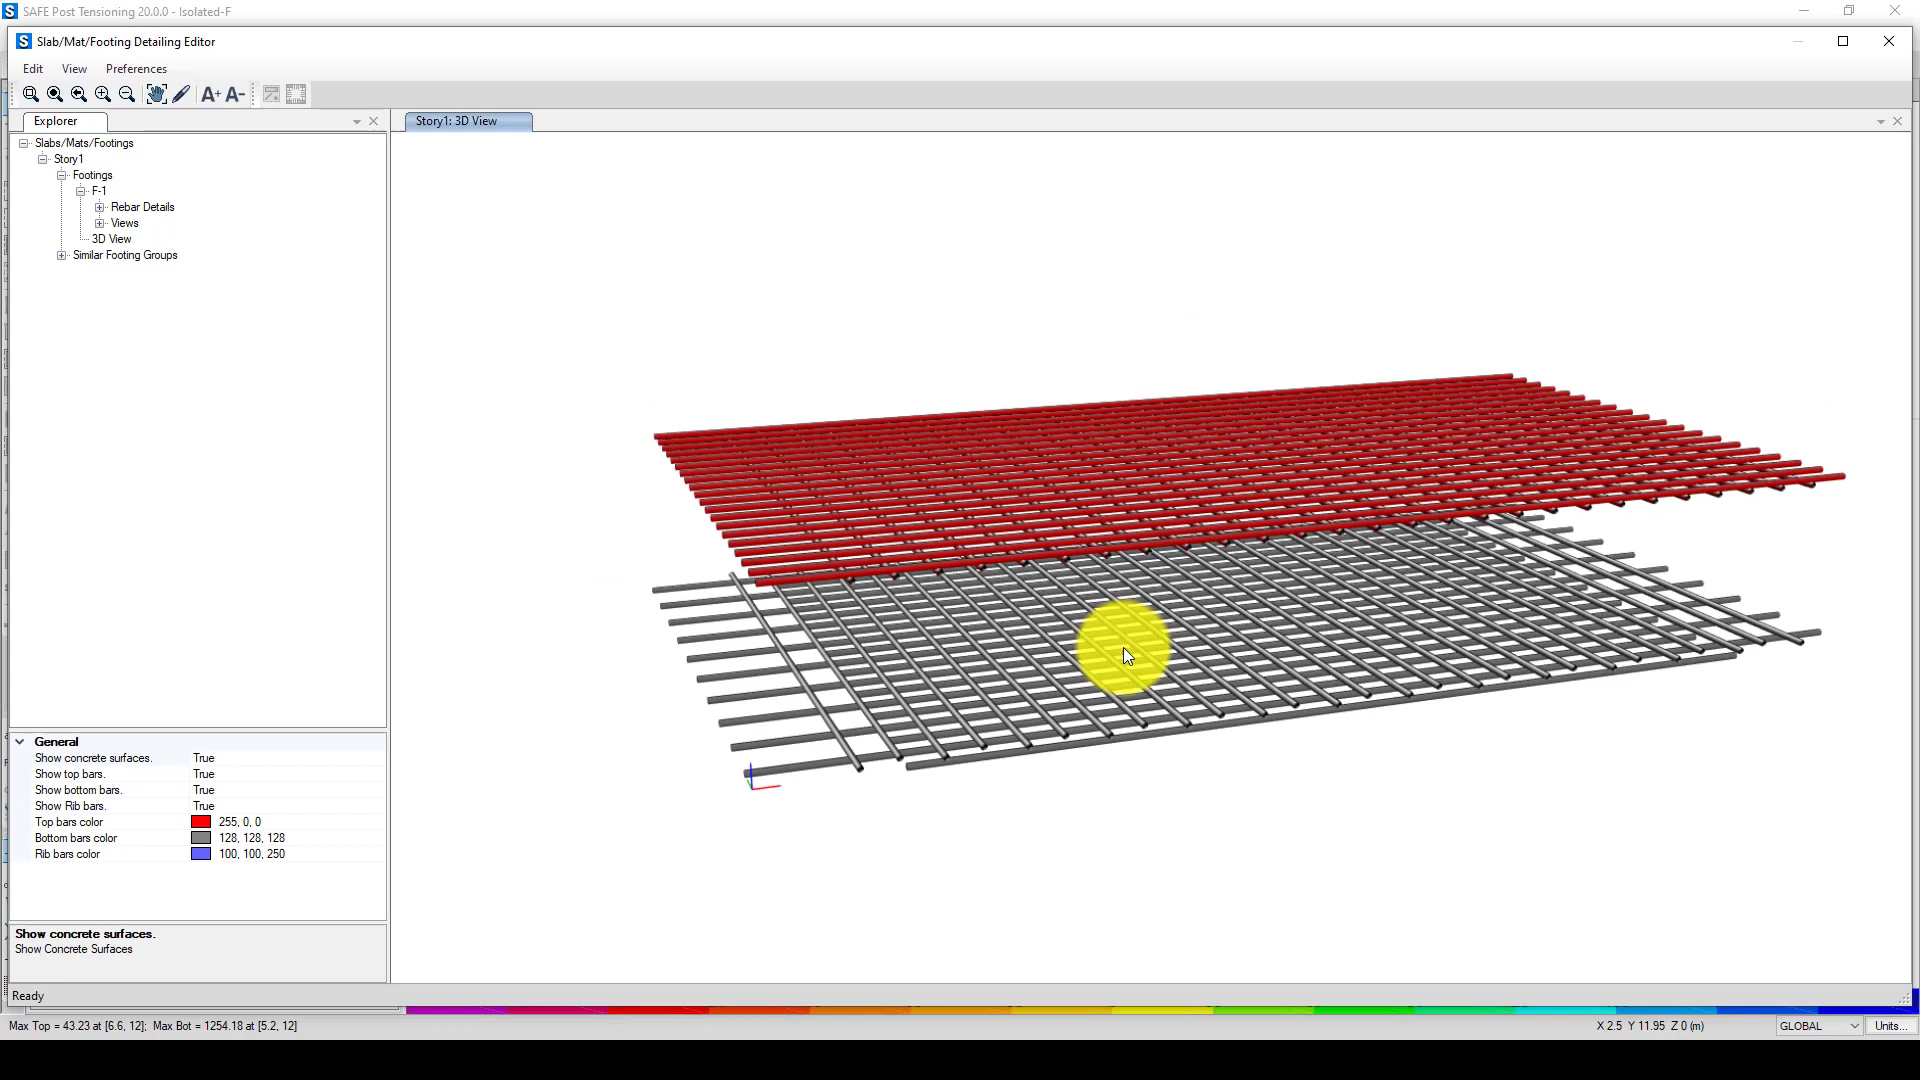 SAFE Post Tensioning 20.0.0 - Isolated-F
Slab/Mat/Footing Detailing Editor
Edit View Preferences
A+ A-
Explorer
Story1: 3D View
Slabs/Mats/Footings
Story1
Footings
F-1
Rebar Details
Views
3D View
Similar Footing Groups
General
Show concrete surfaces. True
Show top bars. True
Show bottom bars. True
Show Rib bars. True
Top bars color 255, 0, 0
Bottom bars color 128, 128, 128
Rib bars color 100, 100, 250
Show concrete surfaces.
Show Concrete Surfaces
Ready
Max Top = 43.23 at [6.6, 12]; Max Bot = 1254.18 at [5.2, 12]
X 2.5 Y 11.95 Z 0 (m)
GLOBAL
Units...